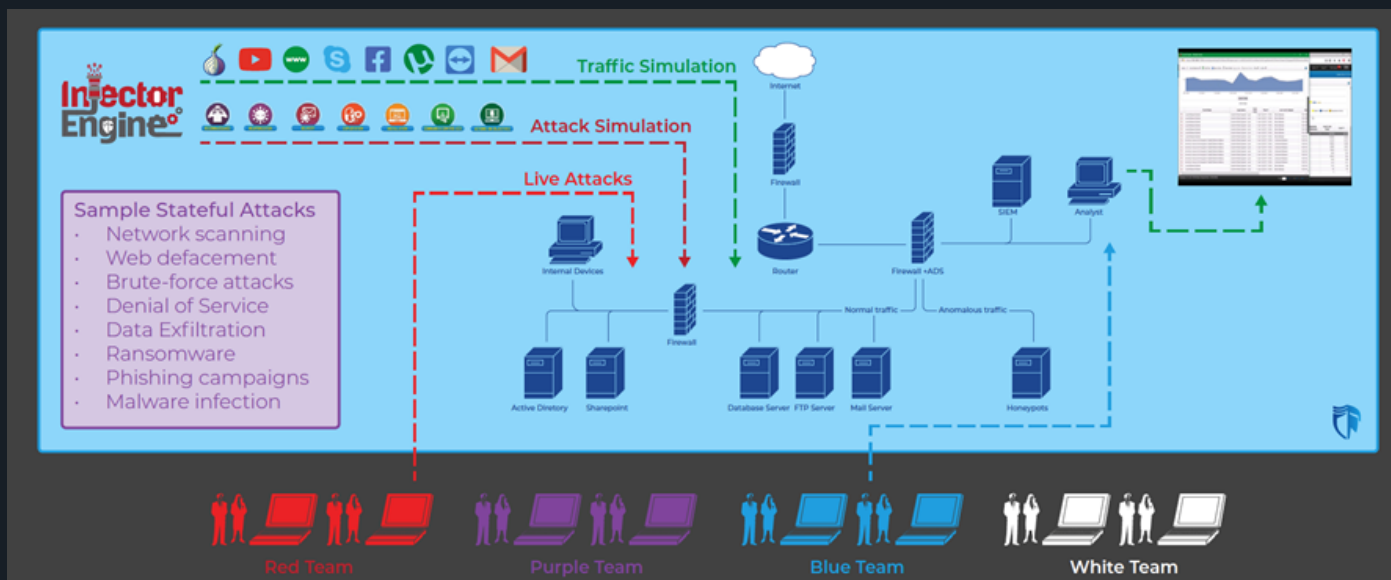 Injector
Engine
www
Traffic Simulation
Attack Simulation
Live Attacks
Sample Stateful Attacks
· Network scanning
· Web defacement
· Brute-force attacks
· Denial of Service
· Data Exfiltration
· Ransomware
· Phishing campaigns
· Malware infection
Internet
Firewall
Router
Firewall +ADS
SIEM
Analyst
Internal Devices
Firewall
Normal traffic
Anomalous traffic
Active Diretory
Sharepoint
Database Server
FTP Server
Mail Server
Honeypots
Red Team
Purple Team
Blue Team
White Team